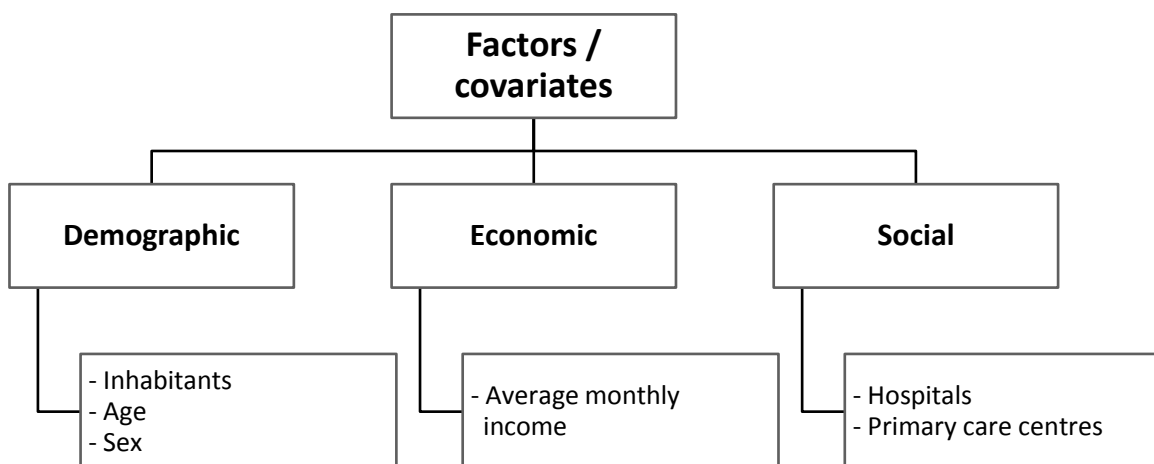 Factors /
covariates
Demographic
Economic
Social
- Inhabitants
- Age
- Sex
- Average monthly
income
- Hospitals
- Primary care centres